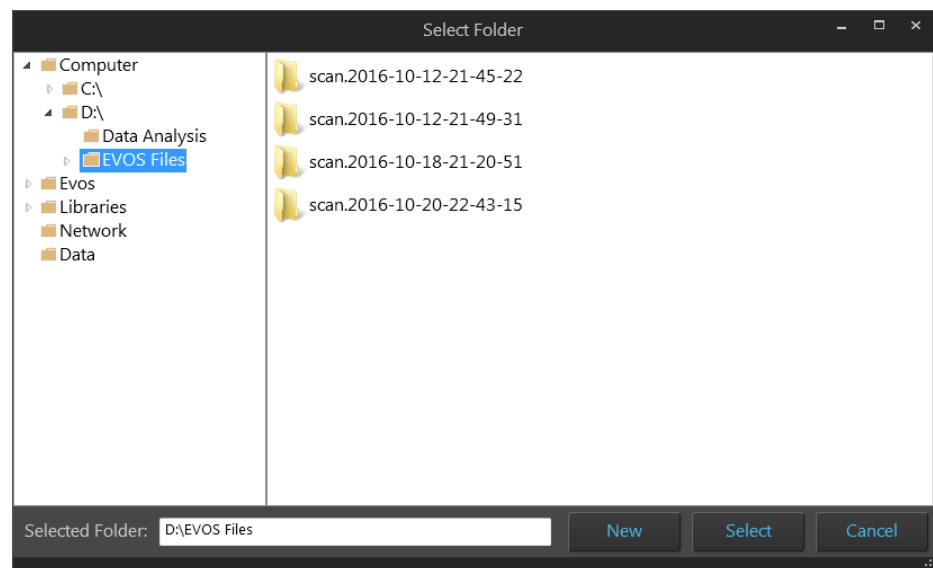 Select Folder
Computer
C:\
D:\
Data Analysis
EVOS Files
Evos
Libraries
Network
Data
scan.2016-10-12-21-45-22
scan.2016-10-12-21-49-31
scan.2016-10-18-21-20-51
scan.2016-10-20-22-43-15
Selected Folder: D:\EVOS Files
New Select Cancel